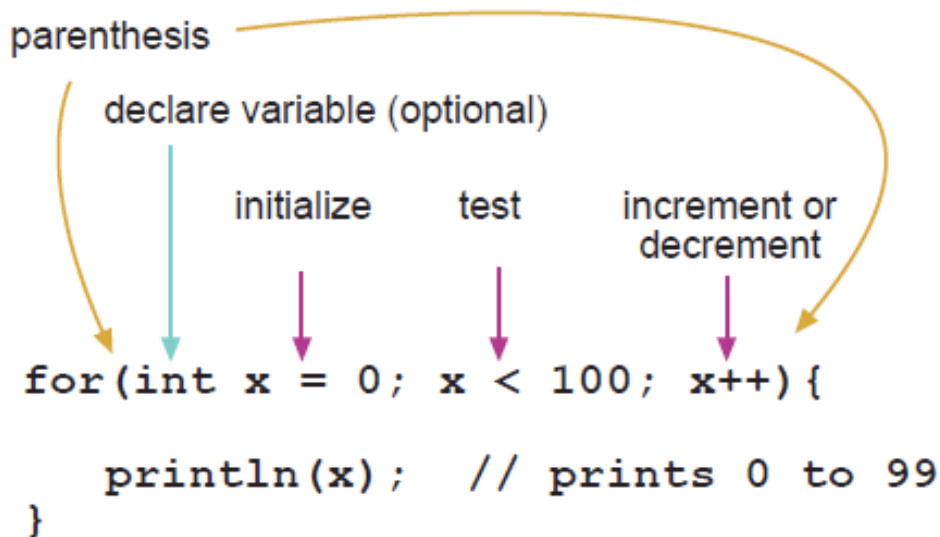 parenthesis
declare variable (optional)
initialize
test
increment or
decrement
for(int x = 0; x < 100; x++){
println(x);  // prints 0 to 99
}